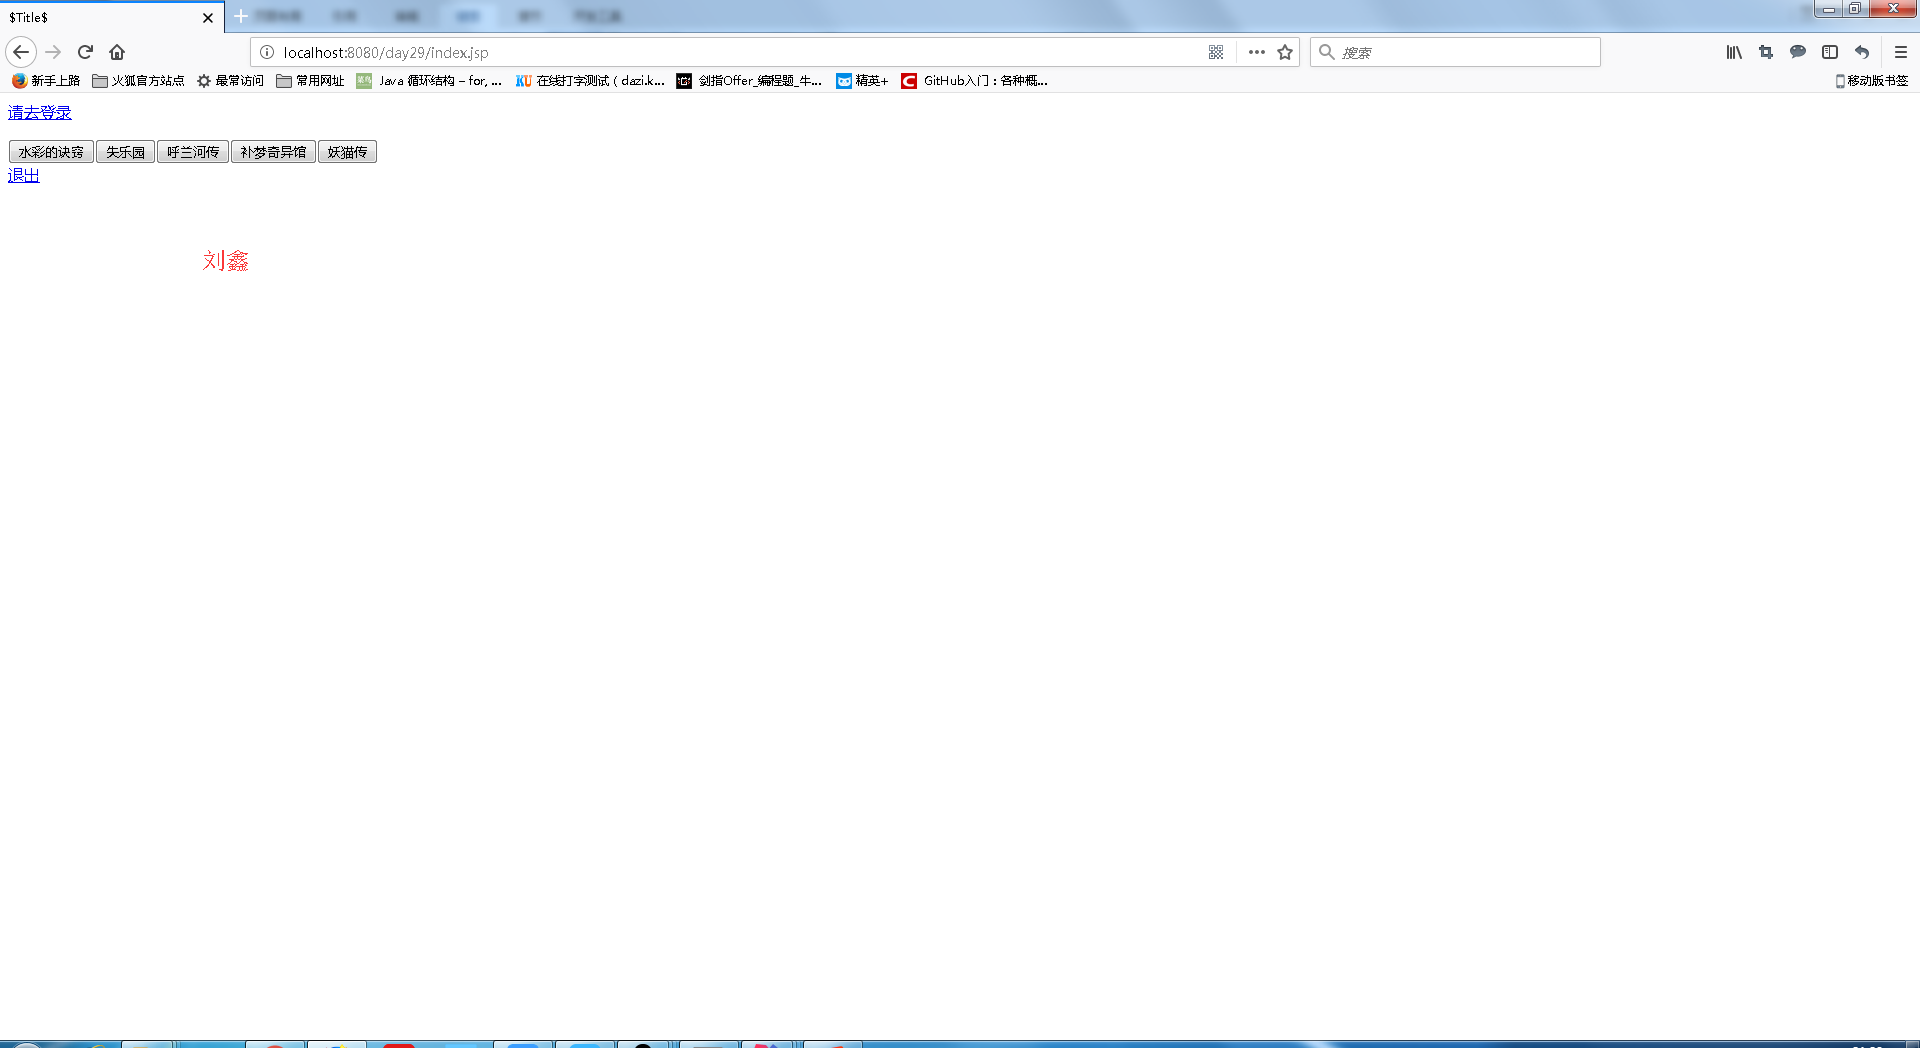 $Title$
localhost:8080/day29/index.jsp
搜索
新手上路 火狐官方站点 最常访问 常用网址 Java 循环结构 – for, ... 在线打字测试 ( dazi.k... 剑指Offer_编程题_牛... 精英+ GitHub入门：各种概... 移动版书签
请去登录
水彩的诀窍 失乐园 呼兰河传 补梦奇异馆 妖猫传
退出
刘鑫